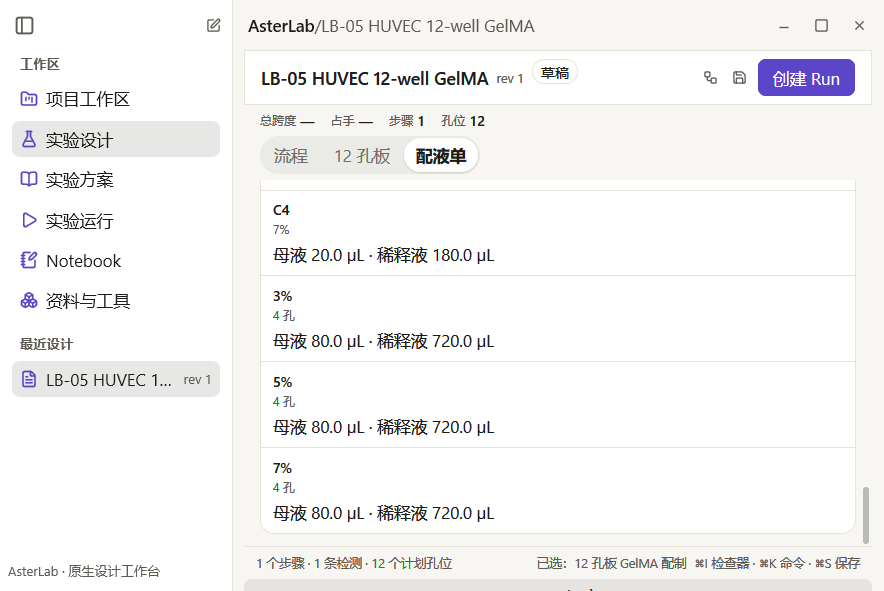 AsterLab/LB-05 HUVEC 12-well GelMA
工作区
项目工作区
实验设计
实验方案
实验运行
Notebook
资料与工具
最近设计
LB-05 HUVEC 1... rev 1
AsterLab · 原生设计工作台
LB-05 HUVEC 12-well GelMA rev 1 草稿
创建 Run
总跨度 — 占手 — 步骤 1 孔位 12
流程 12 孔板 配液单
C4
7%
母液 20.0 µL · 稀释液 180.0 µL
3%
4 孔
母液 80.0 µL · 稀释液 720.0 µL
5%
4 孔
母液 80.0 µL · 稀释液 720.0 µL
7%
4 孔
母液 80.0 µL · 稀释液 720.0 µL
1 个步骤 · 1 条检测 · 12 个计划孔位
已选：12 孔板 GelMA 配制 ⌘I 检查器 · ⌘K 命令 · ⌘S 保存